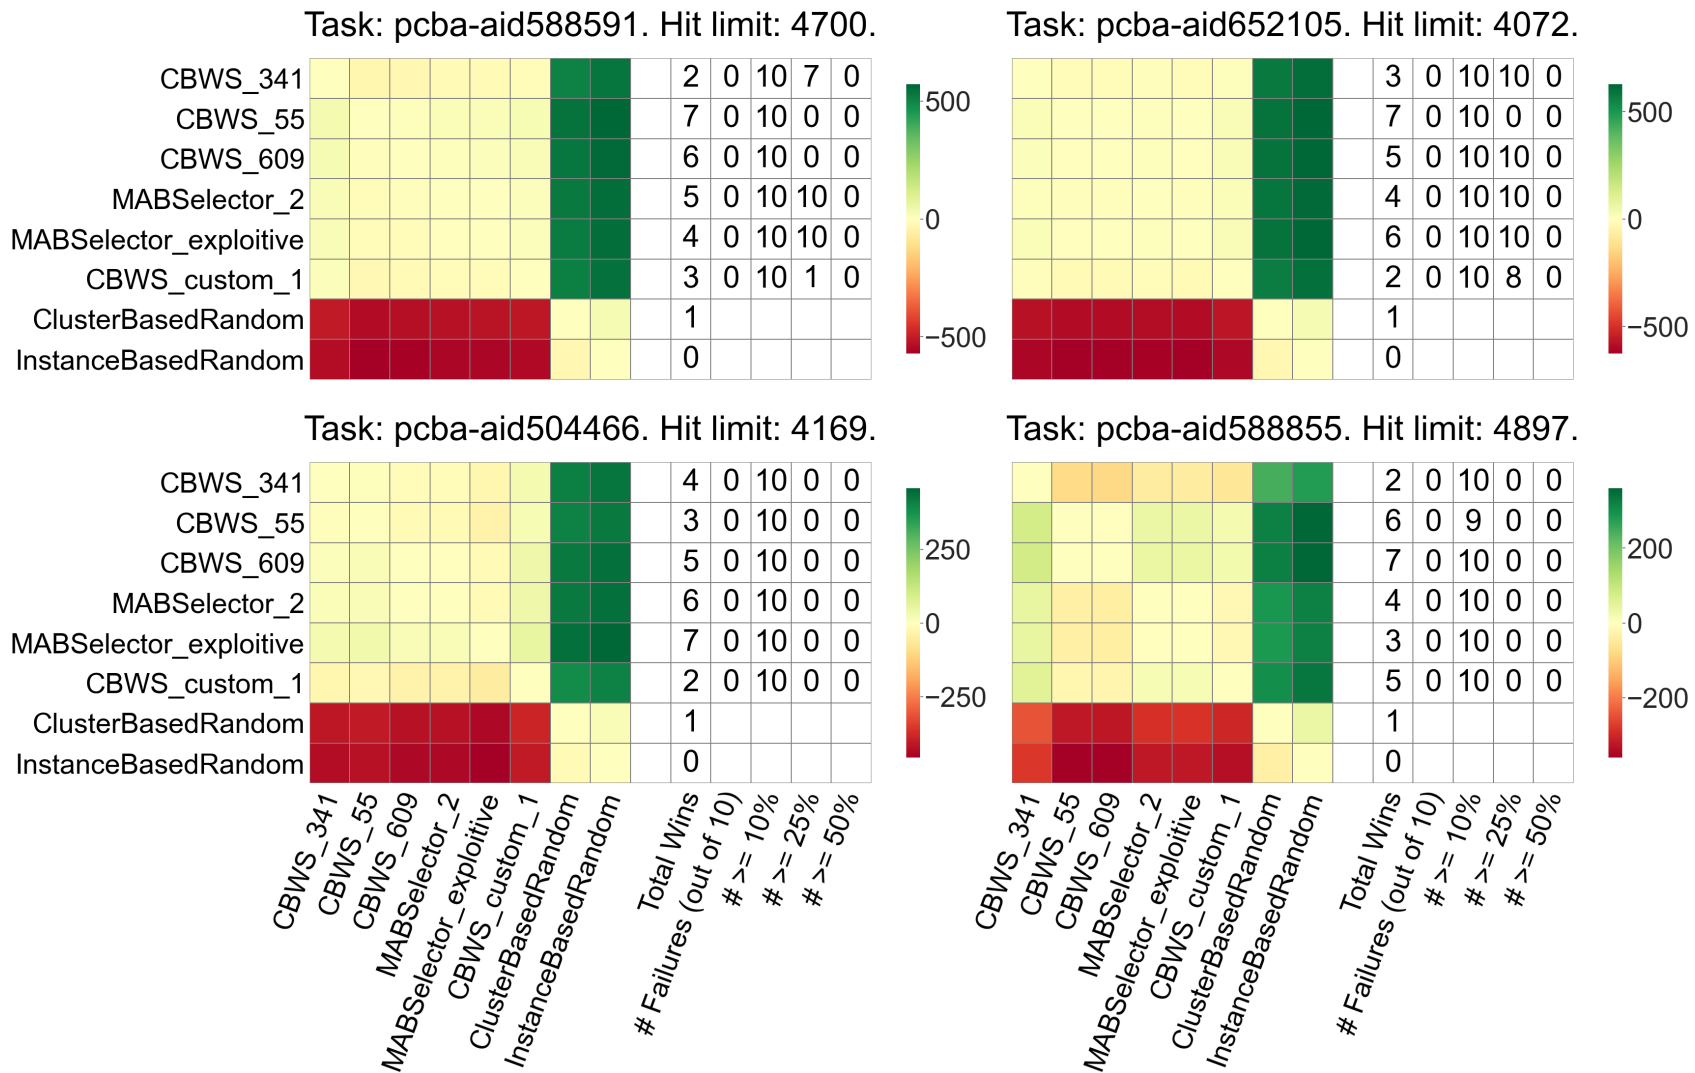 Task: pcba-aid588591. Hit limit: 4700.
CBWS_341 2 0 10 7 0
CBWS_55 7 0 10 0 0
CBWS_609 6 0 10 0 0
MABSelector_2 5 0 10 10 0
MABSelector_exploitive 4 0 10 10 0
CBWS_custom_1 3 0 10 1 0
ClusterBasedRandom 1
InstanceBasedRandom 0
500
0
−500
Task: pcba-aid652105. Hit limit: 4072.
3 0 10 10 0
7 0 10 0 0
5 0 10 10 0
4 0 10 10 0
6 0 10 10 0
2 0 10 8 0
1
0
500
0
−500
Task: pcba-aid504466. Hit limit: 4169.
CBWS_341 4 0 10 0 0
CBWS_55 3 0 10 0 0
CBWS_609 5 0 10 0 0
MABSelector_2 6 0 10 0 0
MABSelector_exploitive 7 0 10 0 0
CBWS_custom_1 2 0 10 0 0
ClusterBasedRandom 1
InstanceBasedRandom 0
250
0
−250
CBWS_341
CBWS_55
CBWS_609
MABSelector_2
MABSelector_exploitive
CBWS_custom_1
ClusterBasedRandom
InstanceBasedRandom
Total Wins
# Failures (out of 10)
# >= 10%
# >= 25%
# >= 50%
Task: pcba-aid588855. Hit limit: 4897.
2 0 10 0 0
6 0 9 0 0
7 0 10 0 0
4 0 10 0 0
3 0 10 0 0
5 0 10 0 0
1
0
200
0
−200
CBWS_341
CBWS_55
CBWS_609
MABSelector_2
MABSelector_exploitive
CBWS_custom_1
ClusterBasedRandom
InstanceBasedRandom
Total Wins
# Failures (out of 10)
# >= 10%
# >= 25%
# >= 50%